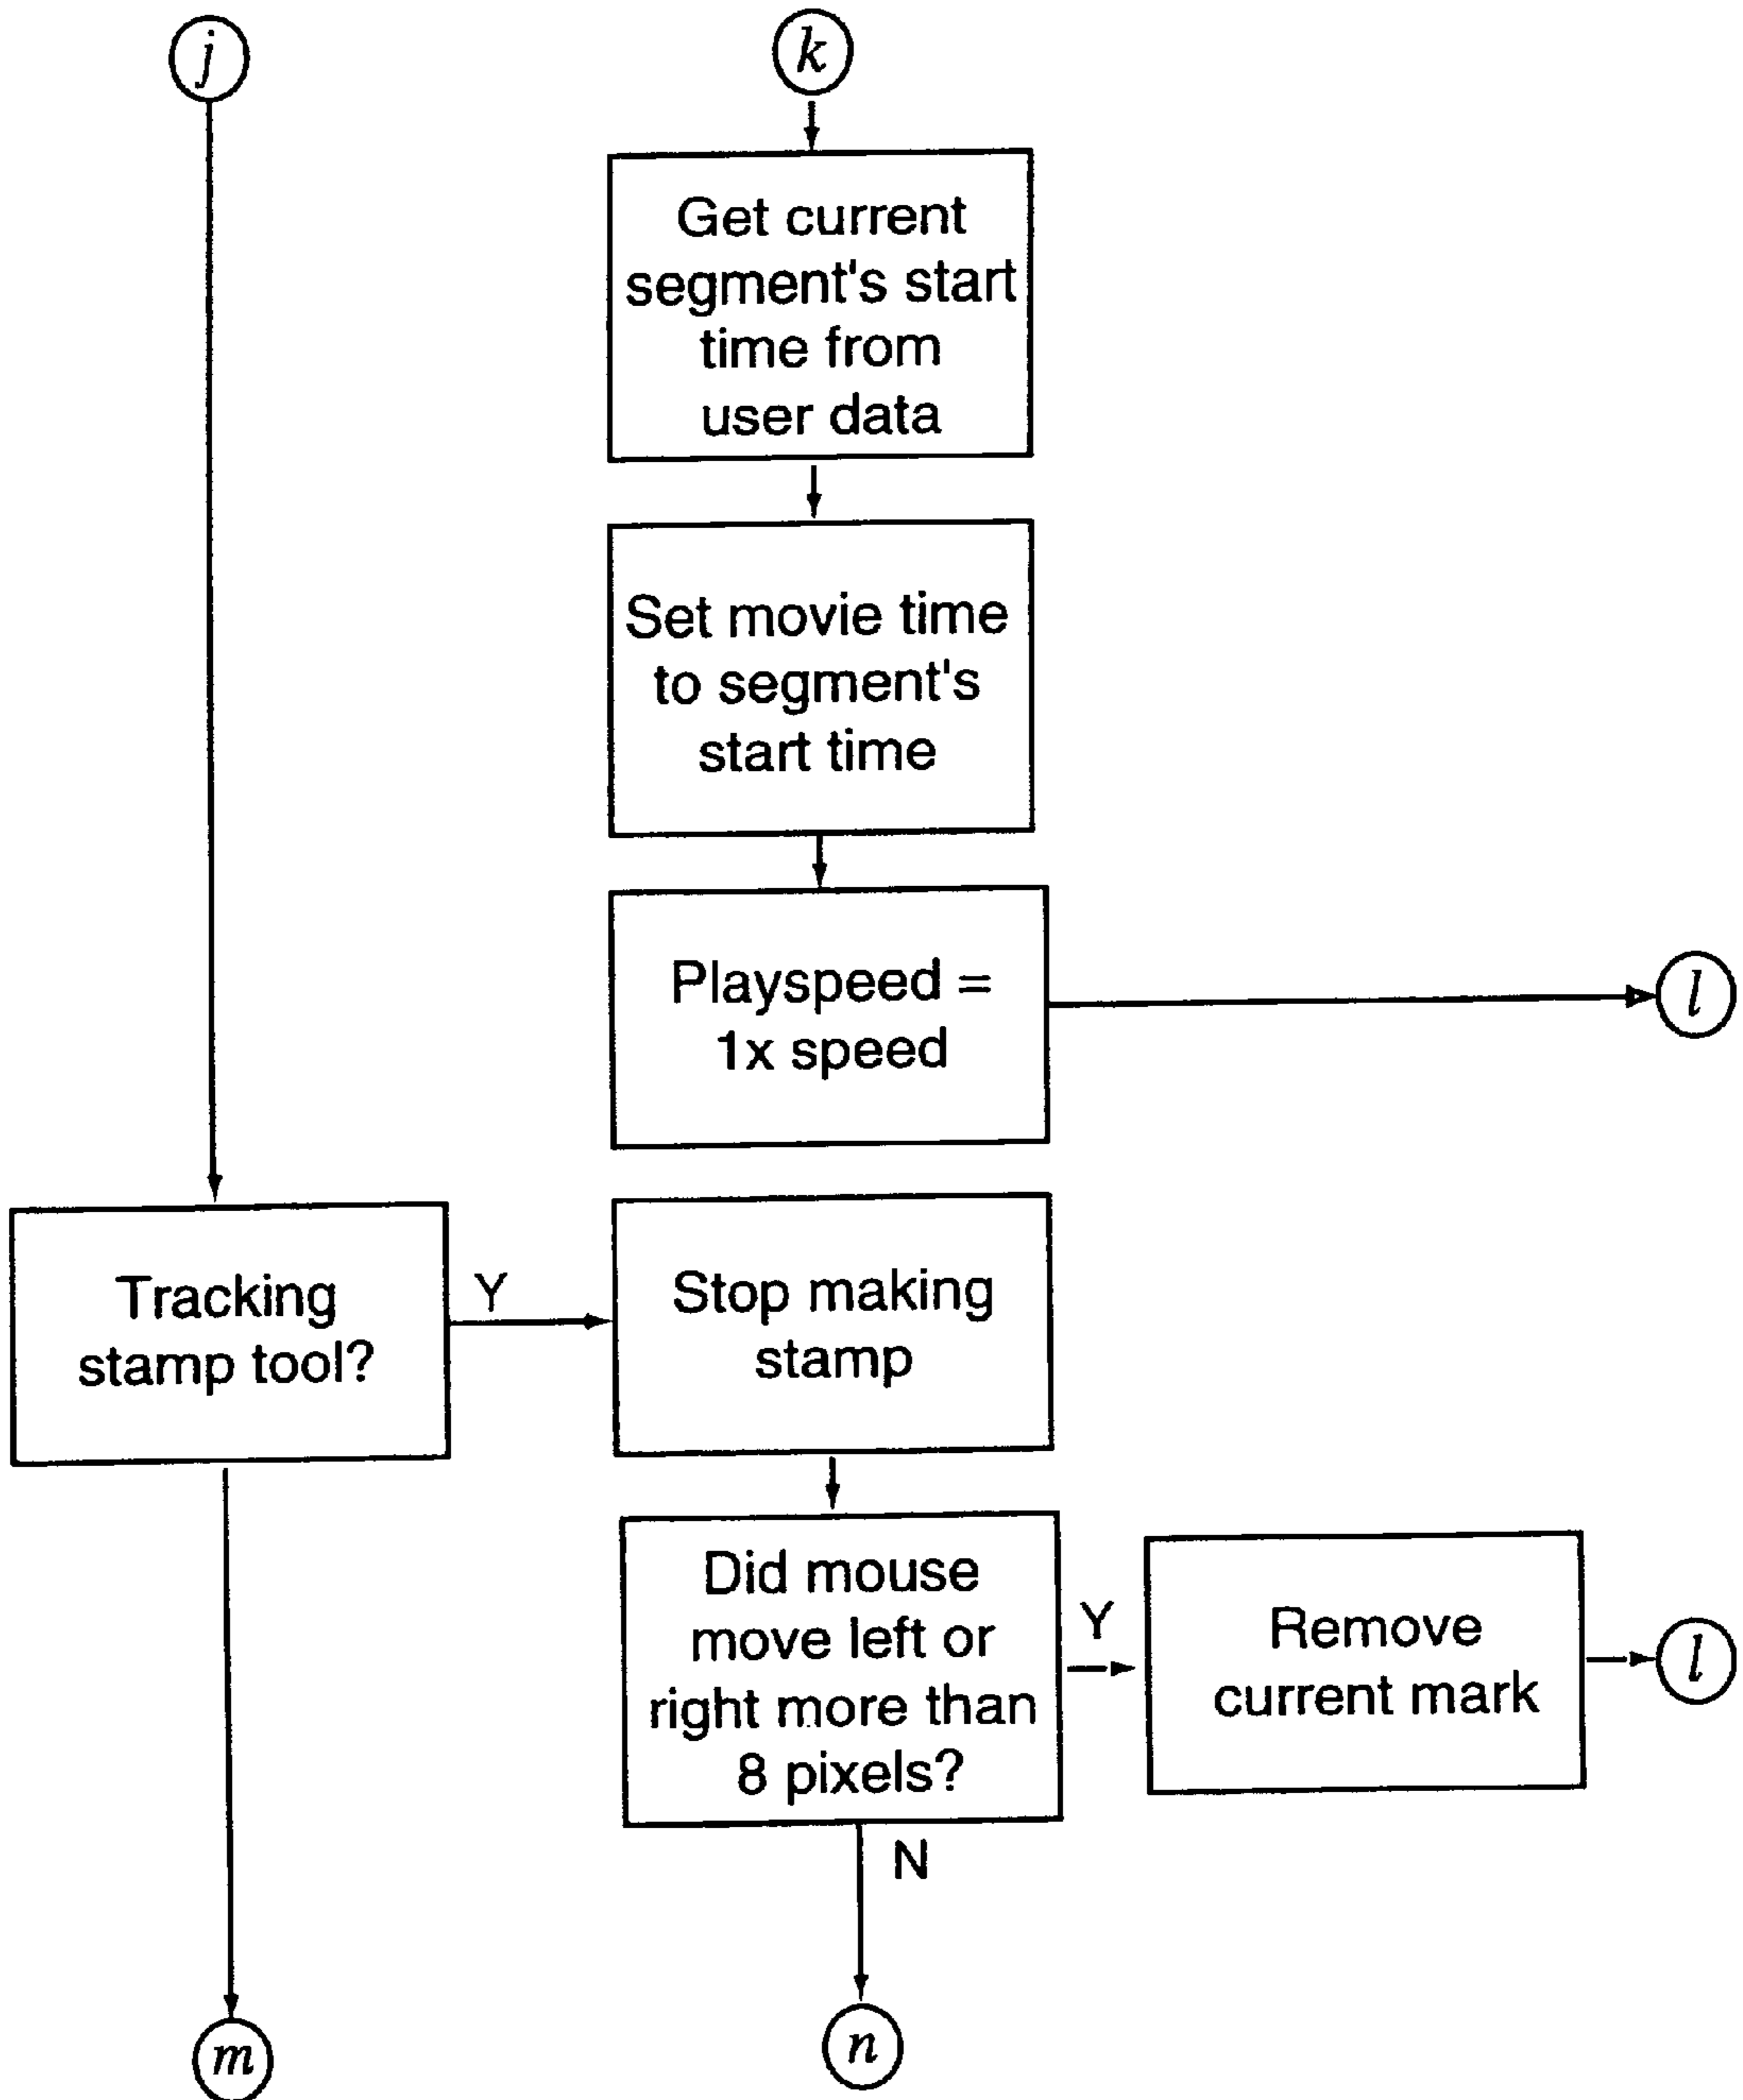 j
k
Get current
segment's start
time from
user data
Set movie time
to segment's
start time
Playspeed =
1x speed
l
Tracking
stamp tool?
Y
Stop making
stamp
Did mouse
move left or
right more than
8 pixels?
Y
Remove
current mark
l
N
m
n